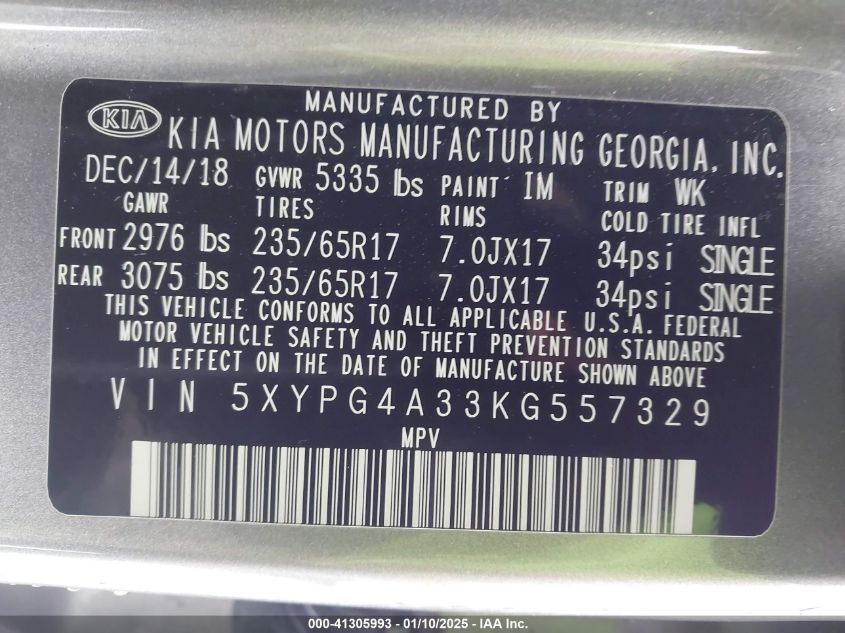 MANUFACTURED BY
KIA KIA MOTORS MANUFACTURING GEORGIA, INC.
DEC/14/18 GVWR 5335 lbs PAINT IM TRIM WK
GAWR TIRES RIMS COLD TIRE INFL
FRONT 2976 lbs 235/65R17 7.0JX17 34psi SINGLE
REAR 3075 lbs 235/65R17 7.0JX17 34psi SINGLE
THIS VEHICLE CONFORMS TO ALL APPLICABLE U.S.A. FEDERAL
MOTOR VEHICLE SAFETY AND THEFT PREVENTION STANDARDS
IN EFFECT ON THE DATE OF MANUFACTURE SHOWN ABOVE
VIN 5XYPG4A33KG557329
MPV
000-41305993 - 01/10/2025 - IAA Inc.